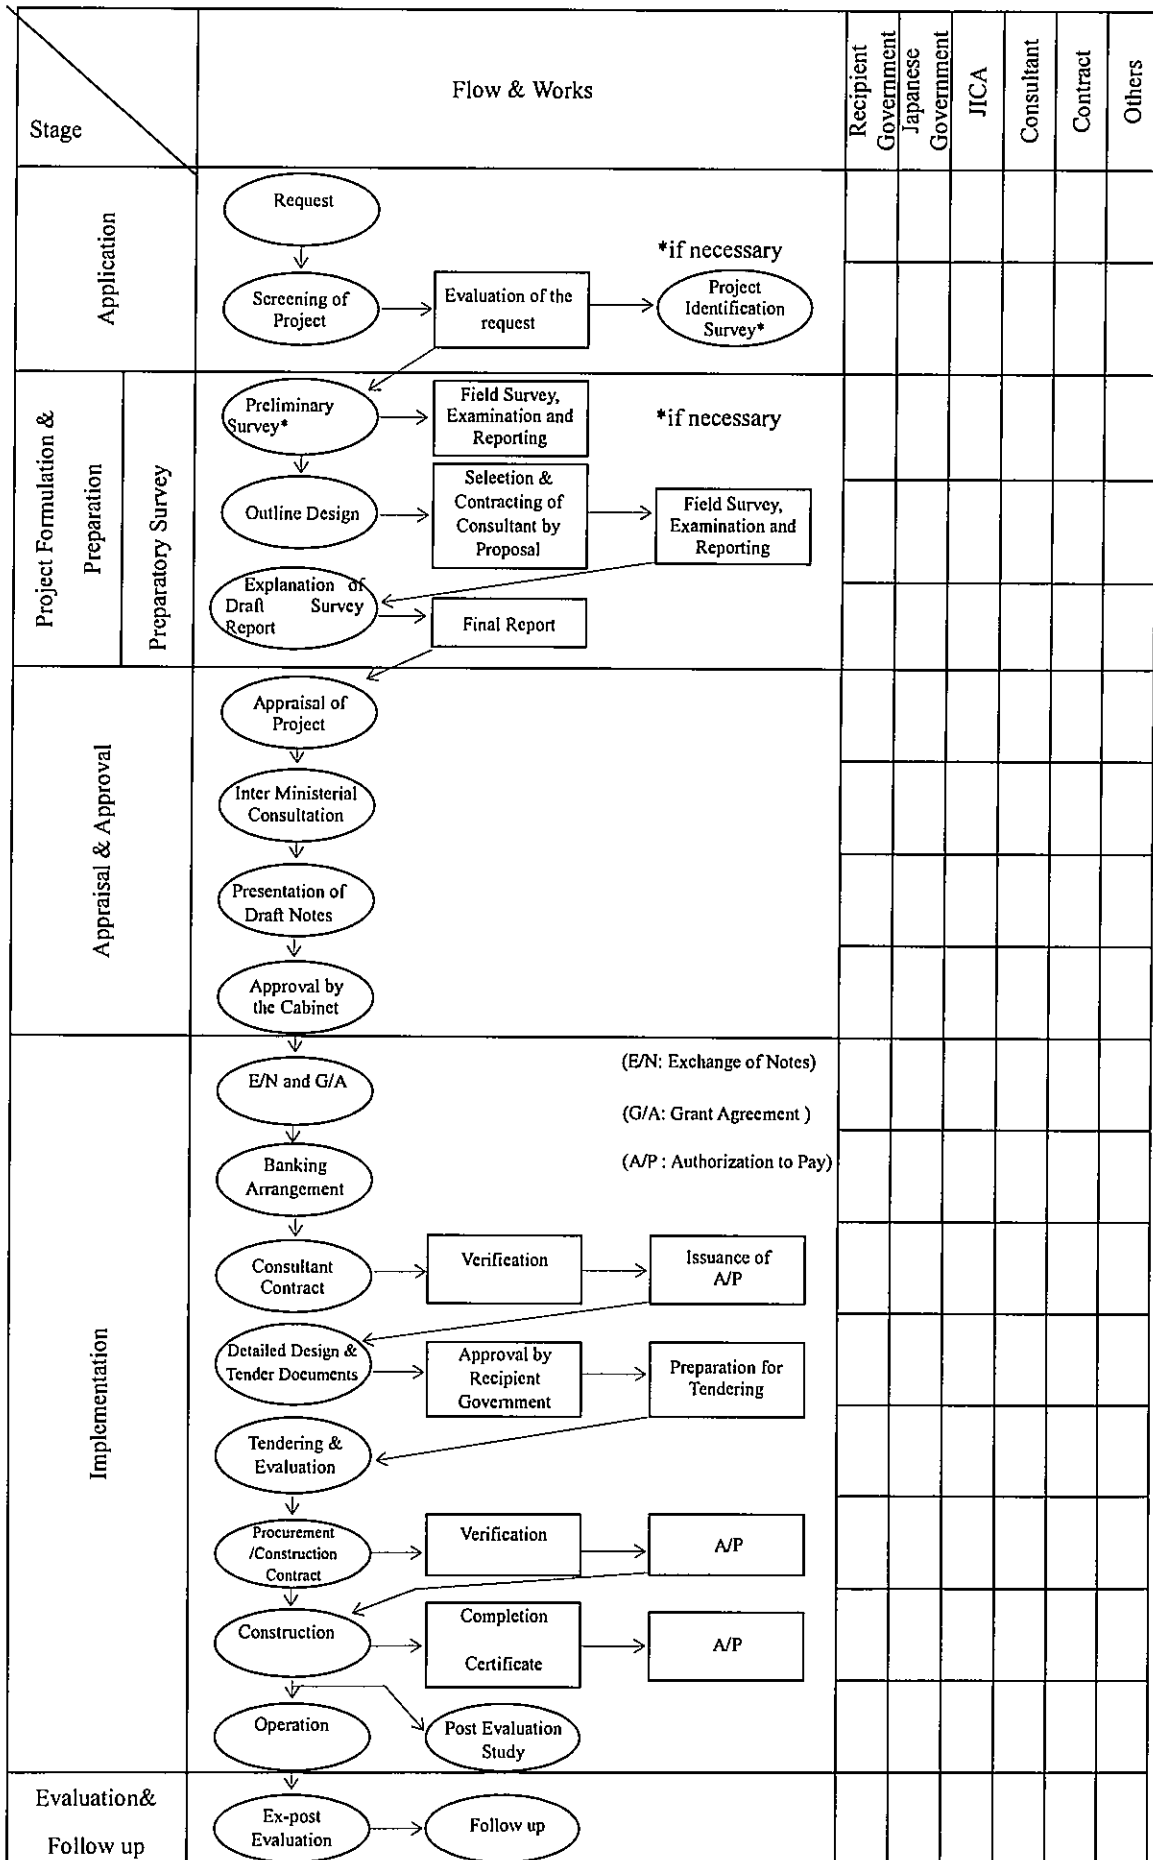 Stage
Flow & Works
Recipient
Government
Japanese
Government
JICA
Consultant
Contract
Others
Application
Request
*if necessary
Screening of
Project
Evaluation of the
request
Project
Identification
Survey*
Project Formulation &
Preparation
Preparatory Survey
Preliminary
Survey*
Field Survey,
Examination and
Reporting
*if necessary
Outline Design
Selection &
Contracting of
Consultant by
Proposal
Field Survey,
Examination and
Reporting
Explanation of
Draft Survey
Report
Final Report
Appraisal & Approval
Appraisal of
Project
Inter Ministerial
Consultation
Presentation of
Draft Notes
Approval by
the Cabinet
Implementation
E/N and G/A
(E/N: Exchange of Notes)
(G/A: Grant Agreement )
(A/P : Authorization to Pay)
Banking
Arrangement
Consultant
Contract
Verification
Issuance of
A/P
Detailed Design &
Tender Documents
Approval by
Recipient
Government
Preparation for
Tendering
Tendering &
Evaluation
Procurement
/Construction
Contract
Verification
A/P
Construction
Completion
Certificate
A/P
Operation
Post Evaluation
Study
Evaluation&
Follow up
Ex-post
Evaluation
Follow up